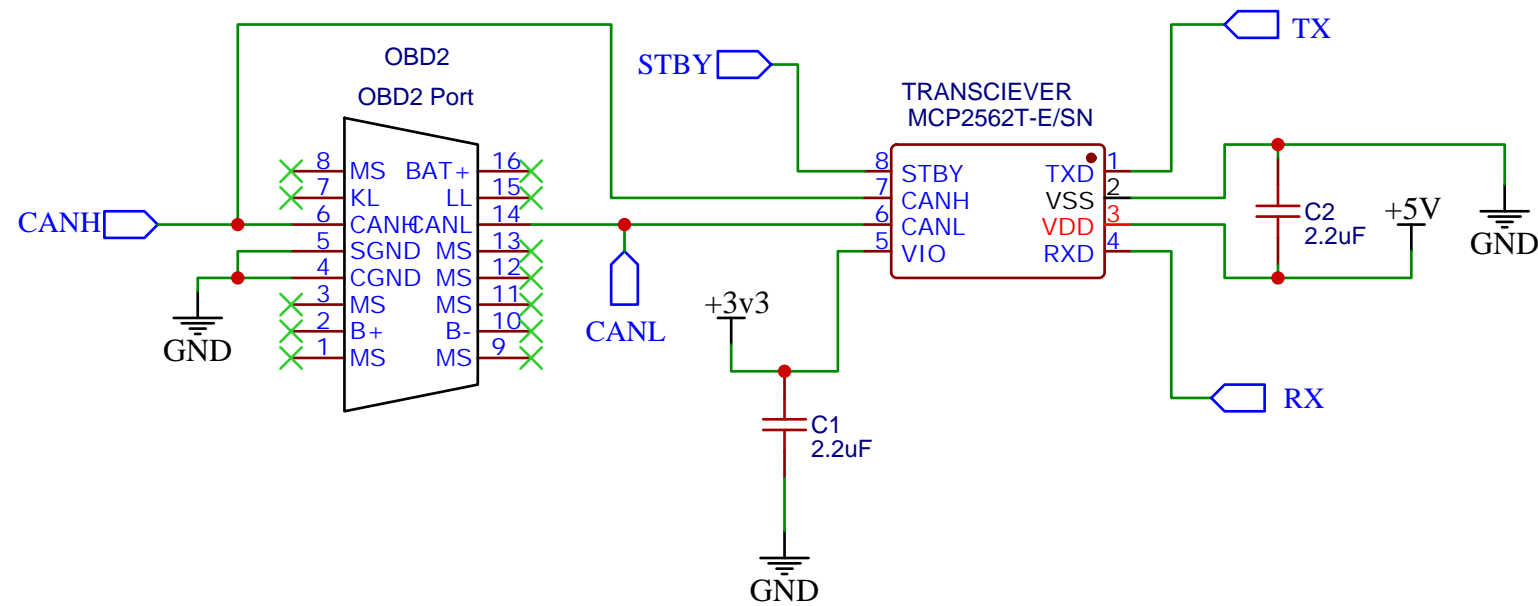 TX
OBD2
STBY
OBD2 Port
TRANSCIEVER
MCP2562T-E/SN
8 MS BAT+ 16
7 KL LL 15
CANH
6 CANH CANL 14
5 SGND MS 13
4 CGND MS 12
3 MS MS 11
2 B+ B- 10
1 MS MS 9
GND
CANL
8 STBY TXD 1
7 CANH VSS 2
6 CANL VDD 3
5 VIO RXD 4
C2
2.2uF
+5V
GND
+3v3
C1
2.2uF
GND
RX